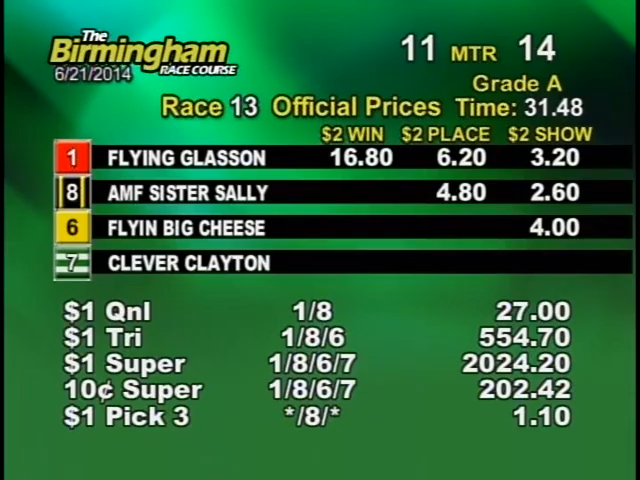 The
Birmingham
RACE COURSE
6/21/2014
11 MTR 14
Grade A
Race 13 Official Prices Time: 31.48
$2 WIN $2 PLACE $2 SHOW
1 FLYING GLASSON 16.80 6.20 3.20
8 AMF SISTER SALLY 4.80 2.60
6 FLYIN BIG CHEESE 4.00
7 CLEVER CLAYTON
$1 Qnl 1/8 27.00
$1 Tri 1/8/6 554.70
$1 Super 1/8/6/7 2024.20
10¢ Super 1/8/6/7 202.42
$1 Pick 3 */8/* 1.10